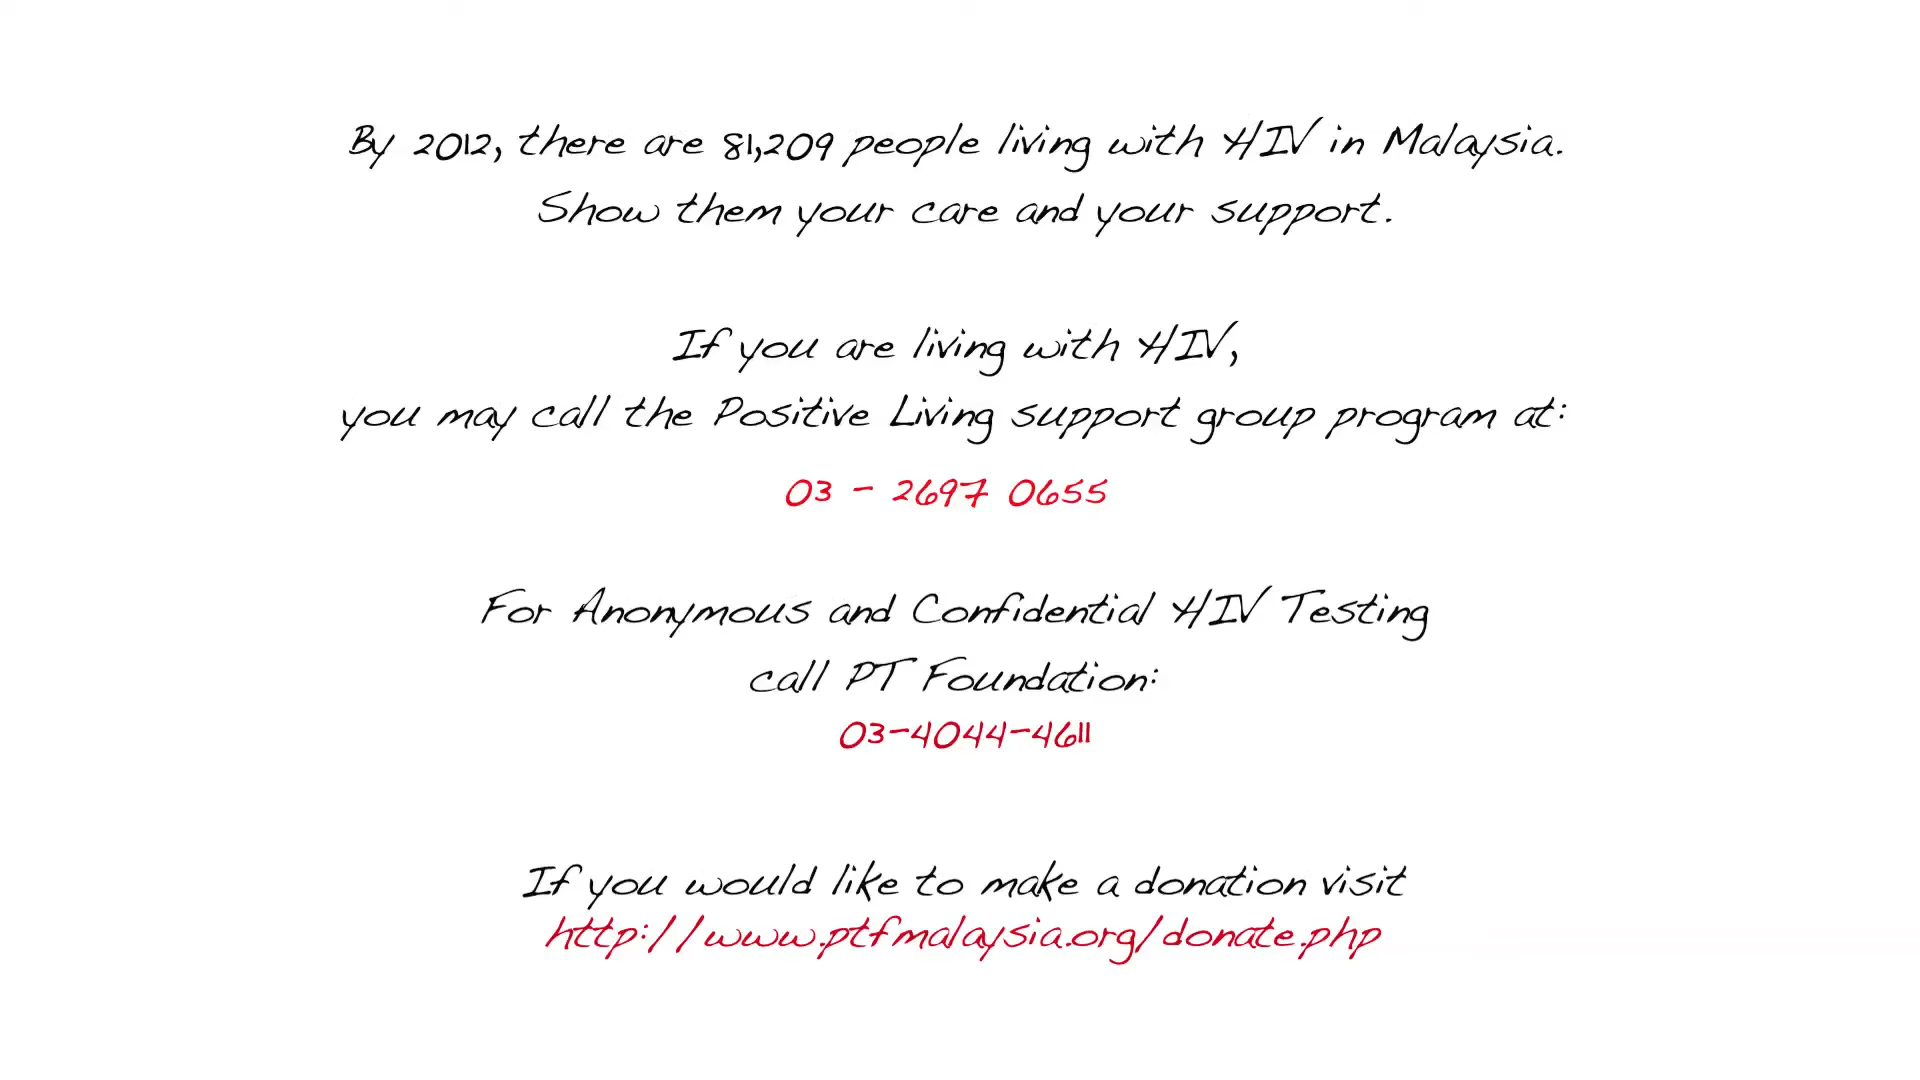 By 2012, there are 81,209 people living with HIV in Malaysia.
Show them your care and your support.
If you are living with HIV,
you may call the Positive Living support group program at:
03 - 2697 0655
For Anonymous and Confidential HIV Testing
call PT Foundation:
03-4044-4611
If you would like to make a donation visit
http://www.ptfmalaysia.org/donate.php